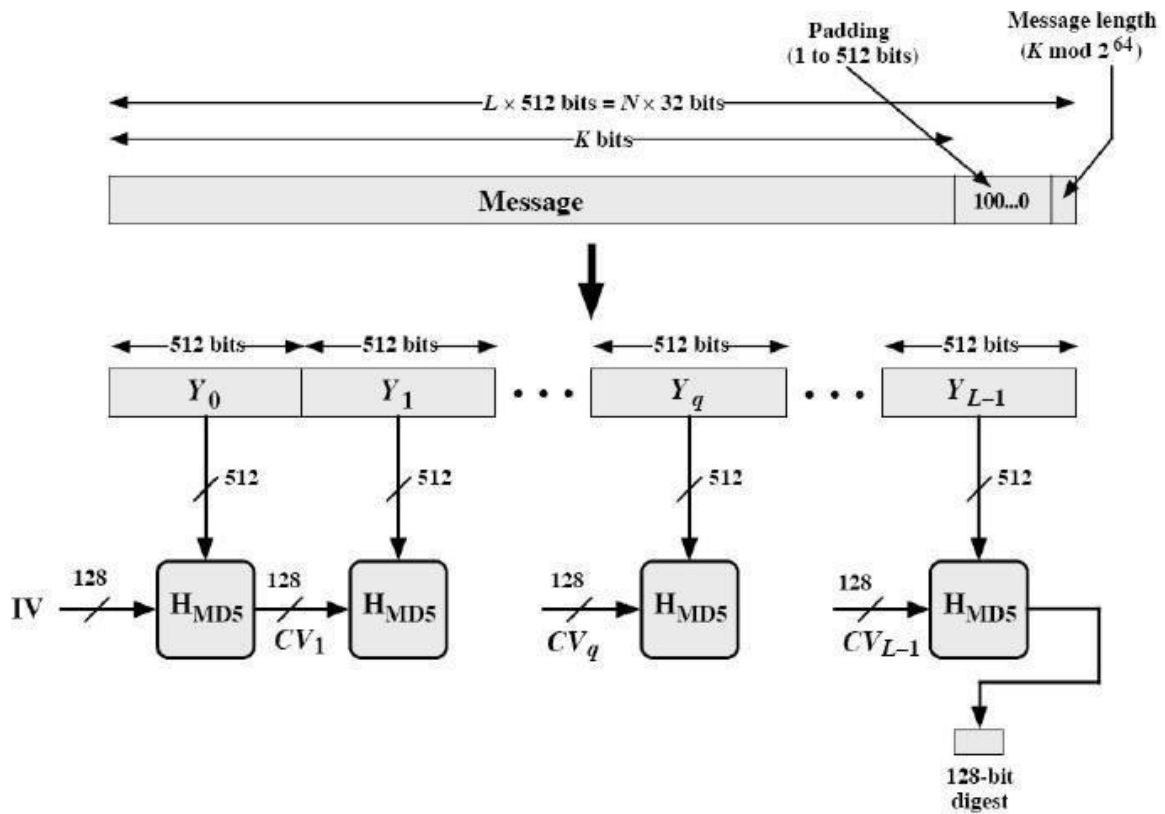 Padding
(1 to 512 bits)
Message length
(K mod 2^64)
L × 512 bits = N × 32 bits
K bits
Message
100...0
512 bits
512 bits
512 bits
512 bits
Y0
Y1
• • •
Yq
• • •
YL–1
512
512
512
512
IV
128
HMD5
128
CV1
HMD5
128
CVq
HMD5
128
CVL–1
HMD5
128-bit
digest